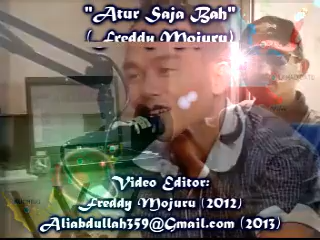 "Atur Saja Bah"
( Freddy Mojuru)
Video Editor:
Freddy Mojuru (2012)
Aliabdullah359@Gmail.com (2013)